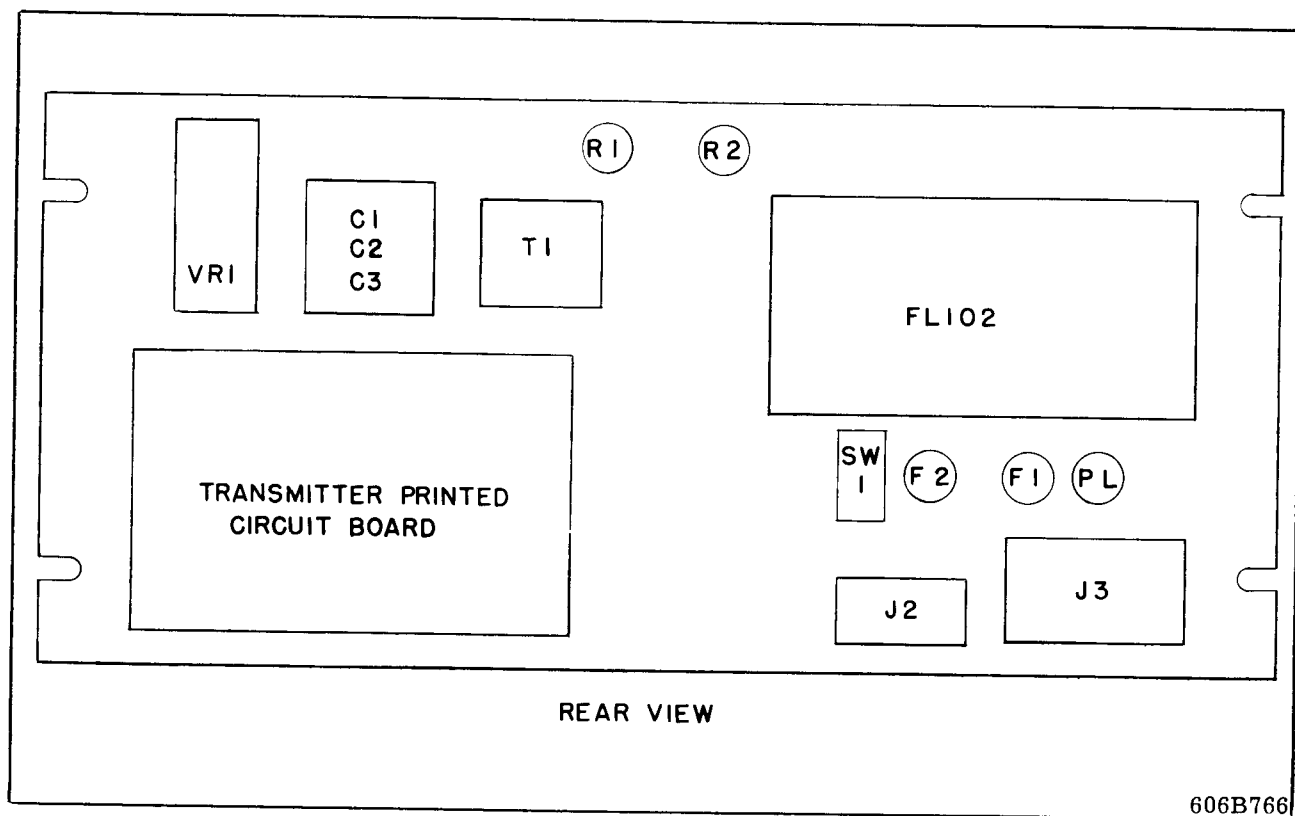 R1
R2
VR1
C1
C2
C3
T1
FL102
TRANSMITTER PRINTED
CIRCUIT BOARD
SW
1
F2
F1
PL
J2
J3
REAR VIEW
606B766